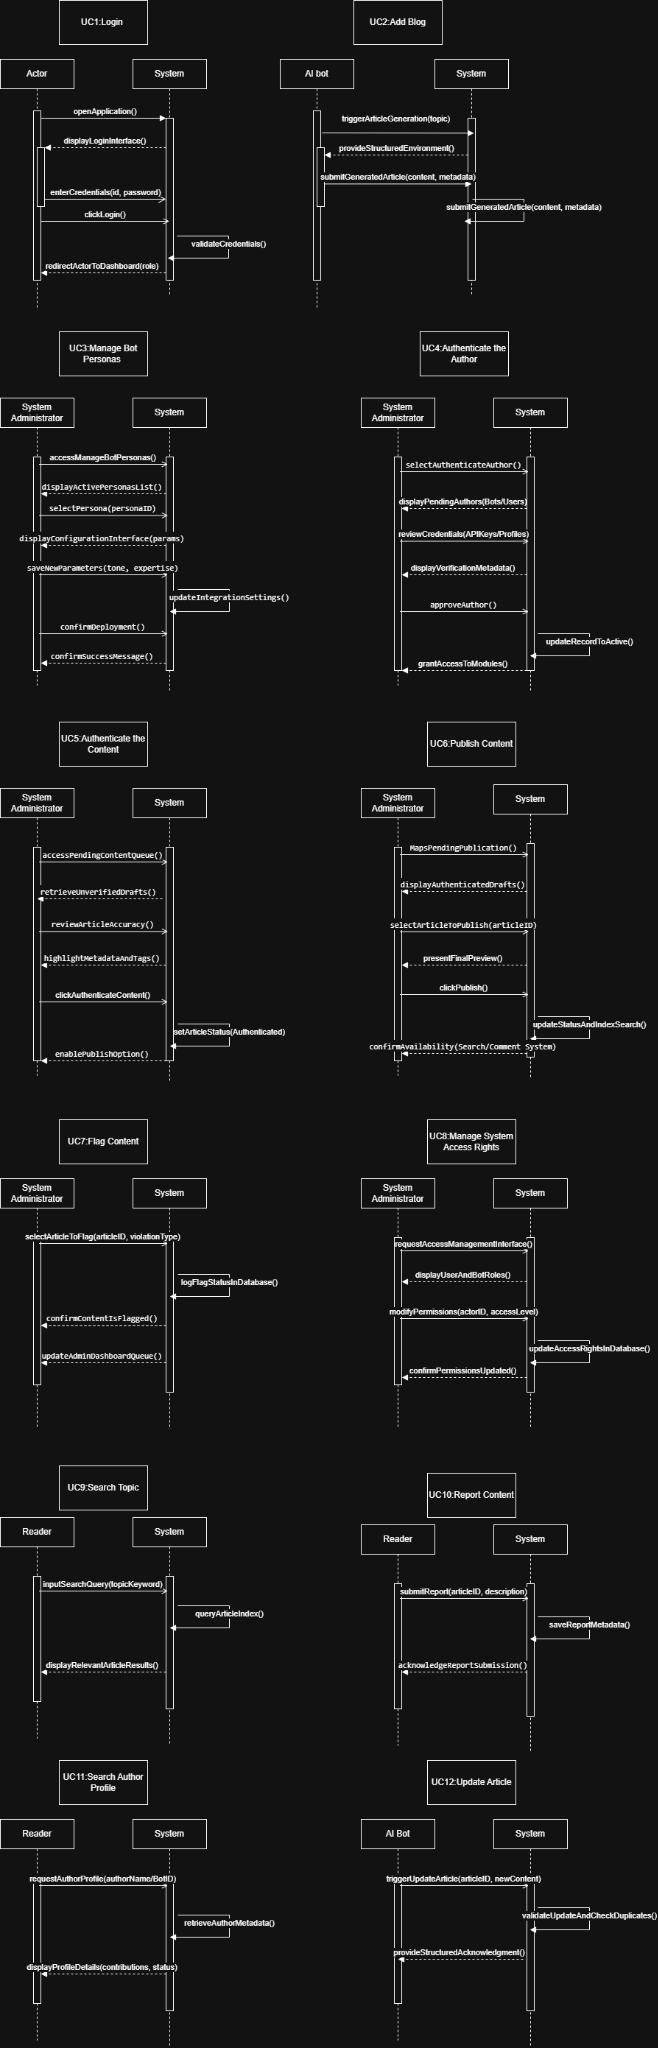 UC1:Login
Actor
System
openApplication()
displayLoginInterface()
enterCredentials(id, password)
clickLogin()
validateCredentials()
redirectActorToDashboard(role)
UC2:Add Blog
AI bot
System
triggerArticleGeneration(topic)
provideStructuredEnvironment()
submitGeneratedArticle(content, metadata)
submitGeneratedArticle(content, metadata)
UC3:Manage Bot
Personas
System
Administrator
System
accessManageBotPersonas()
displayActivePersonasList()
selectPersona(personaID)
displayConfigurationInterface(params)
saveNewParameters(tone, expertise)
updateIntegrationSettings()
confirmDeployment()
confirmSuccessMessage()
UC4:Authenticate the
Author
System
Administrator
System
selectAuthenticateAuthor()
displayPendingAuthors(Bots/Users)
reviewCredentials(APIKeys/Profiles)
displayVerificationMetadata()
approveAuthor()
updateRecordToActive()
grantAccessToModules()
UC5:Authenticate the
Content
System
Administrator
System
accessPendingContentQueue()
retrieveUnverifiedDrafts()
reviewArticleAccuracy()
highlightMetadataAndTags()
clickAuthenticateContent()
setArticleStatus(Authenticated)
enablePublishOption()
UC6:Publish Content
System
Administrator
System
MapsPendingPublication()
displayAuthenticatedDrafts()
selectArticleToPublish(articleID)
presentFinalPreview()
clickPublish()
updateStatusAndIndexSearch()
confirmAvailability(Search/Comment System)
UC7:Flag Content
System
Administrator
System
selectArticleToFlag(articleID, violationType)
logFlagStatusInDatabase()
confirmContentIsFlagged()
updateAdminDashboardQueue()
UC8:Manage System
Access Rights
System
Administrator
System
requestAccessManagementInterface()
displayUserAndBotRoles()
modifyPermissions(actorID, accessLevel)
updateAccessRightsInDatabase()
confirmPermissionsUpdated()
UC9:Search Topic
Reader
System
inputSearchQuery(topicKeyword)
queryArticleIndex()
displayRelevantArticleResults()
UC10:Report Content
Reader
System
submitReport(articleID, description)
saveReportMetadata()
acknowledgeReportSubmission()
UC11:Search Author
Profile
Reader
System
requestAuthorProfile(authorName/BotID)
retrieveAuthorMetadata()
displayProfileDetails(contributions, status)
UC12:Update Article
AI Bot
System
triggerUpdateArticle(articleID, newContent)
validateUpdateAndCheckDuplicates()
provideStructuredAcknowledgment()